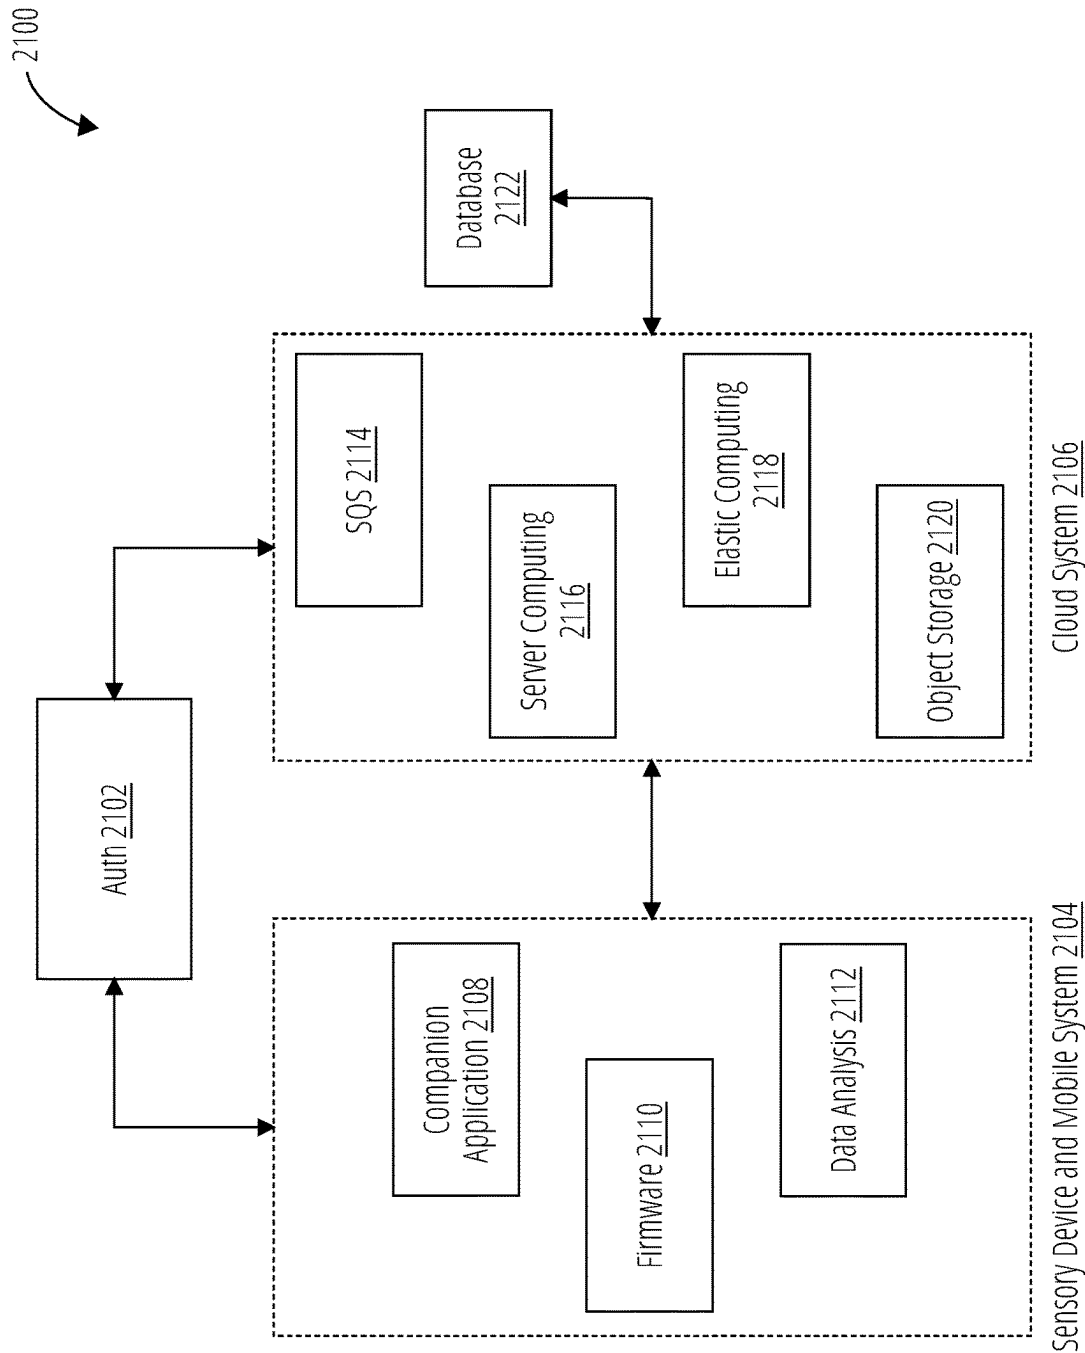 2100
Auth 2102
Database
2122
SQS 2114
Server Computing
2116
Elastic Computing
2118
Object Storage 2120
Cloud System 2106
Companion
Application 2108
Firmware 2110
Data Analysis 2112
Sensory Device and Mobile System 2104